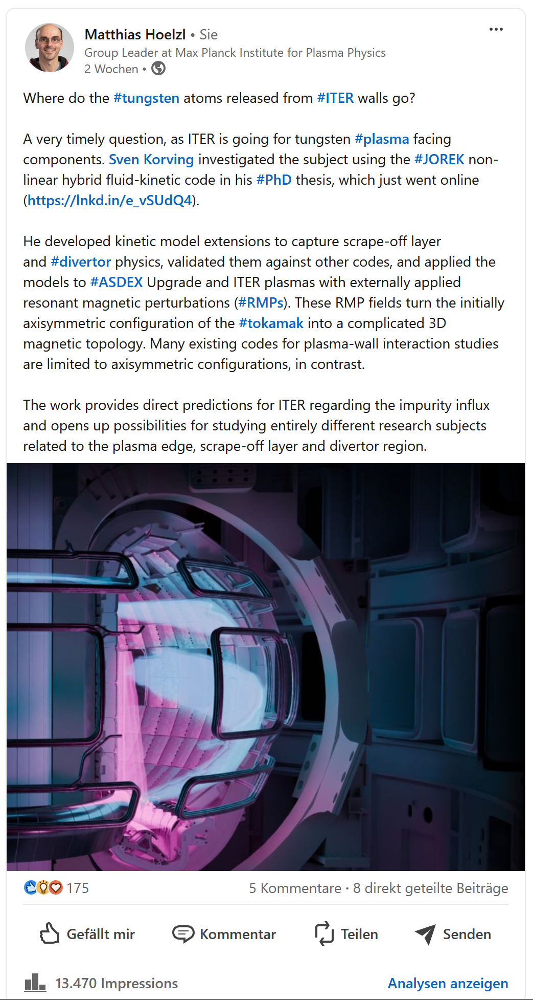 Matthias Hoelzl • Sie
Group Leader at Max Planck Institute for Plasma Physics
2 Wochen •
Where do the #tungsten atoms released from #ITER walls go?
A very timely question, as ITER is going for tungsten #plasma facing
components. Sven Korving investigated the subject using the #JOREK non-
linear hybrid fluid-kinetic code in his #PhD thesis, which just went online
(https://lnkd.in/e_vSUdQ4).
He developed kinetic model extensions to capture scrape-off layer
and #divertor physics, validated them against other codes, and applied the
models to #ASDEX Upgrade and ITER plasmas with externally applied
resonant magnetic perturbations (#RMPs). These RMP fields turn the initially
axisymmetric configuration of the #tokamak into a complicated 3D
magnetic topology. Many existing codes for plasma-wall interaction studies
are limited to axisymmetric configurations, in contrast.
The work provides direct predictions for ITER regarding the impurity influx
and opens up possibilities for studying entirely different research subjects
related to the plasma edge, scrape-off layer and divertor region.
175
5 Kommentare • 8 direkt geteilte Beiträge
Gefällt mir
Kommentar
Teilen
Senden
13.470 Impressions
Analysen anzeigen